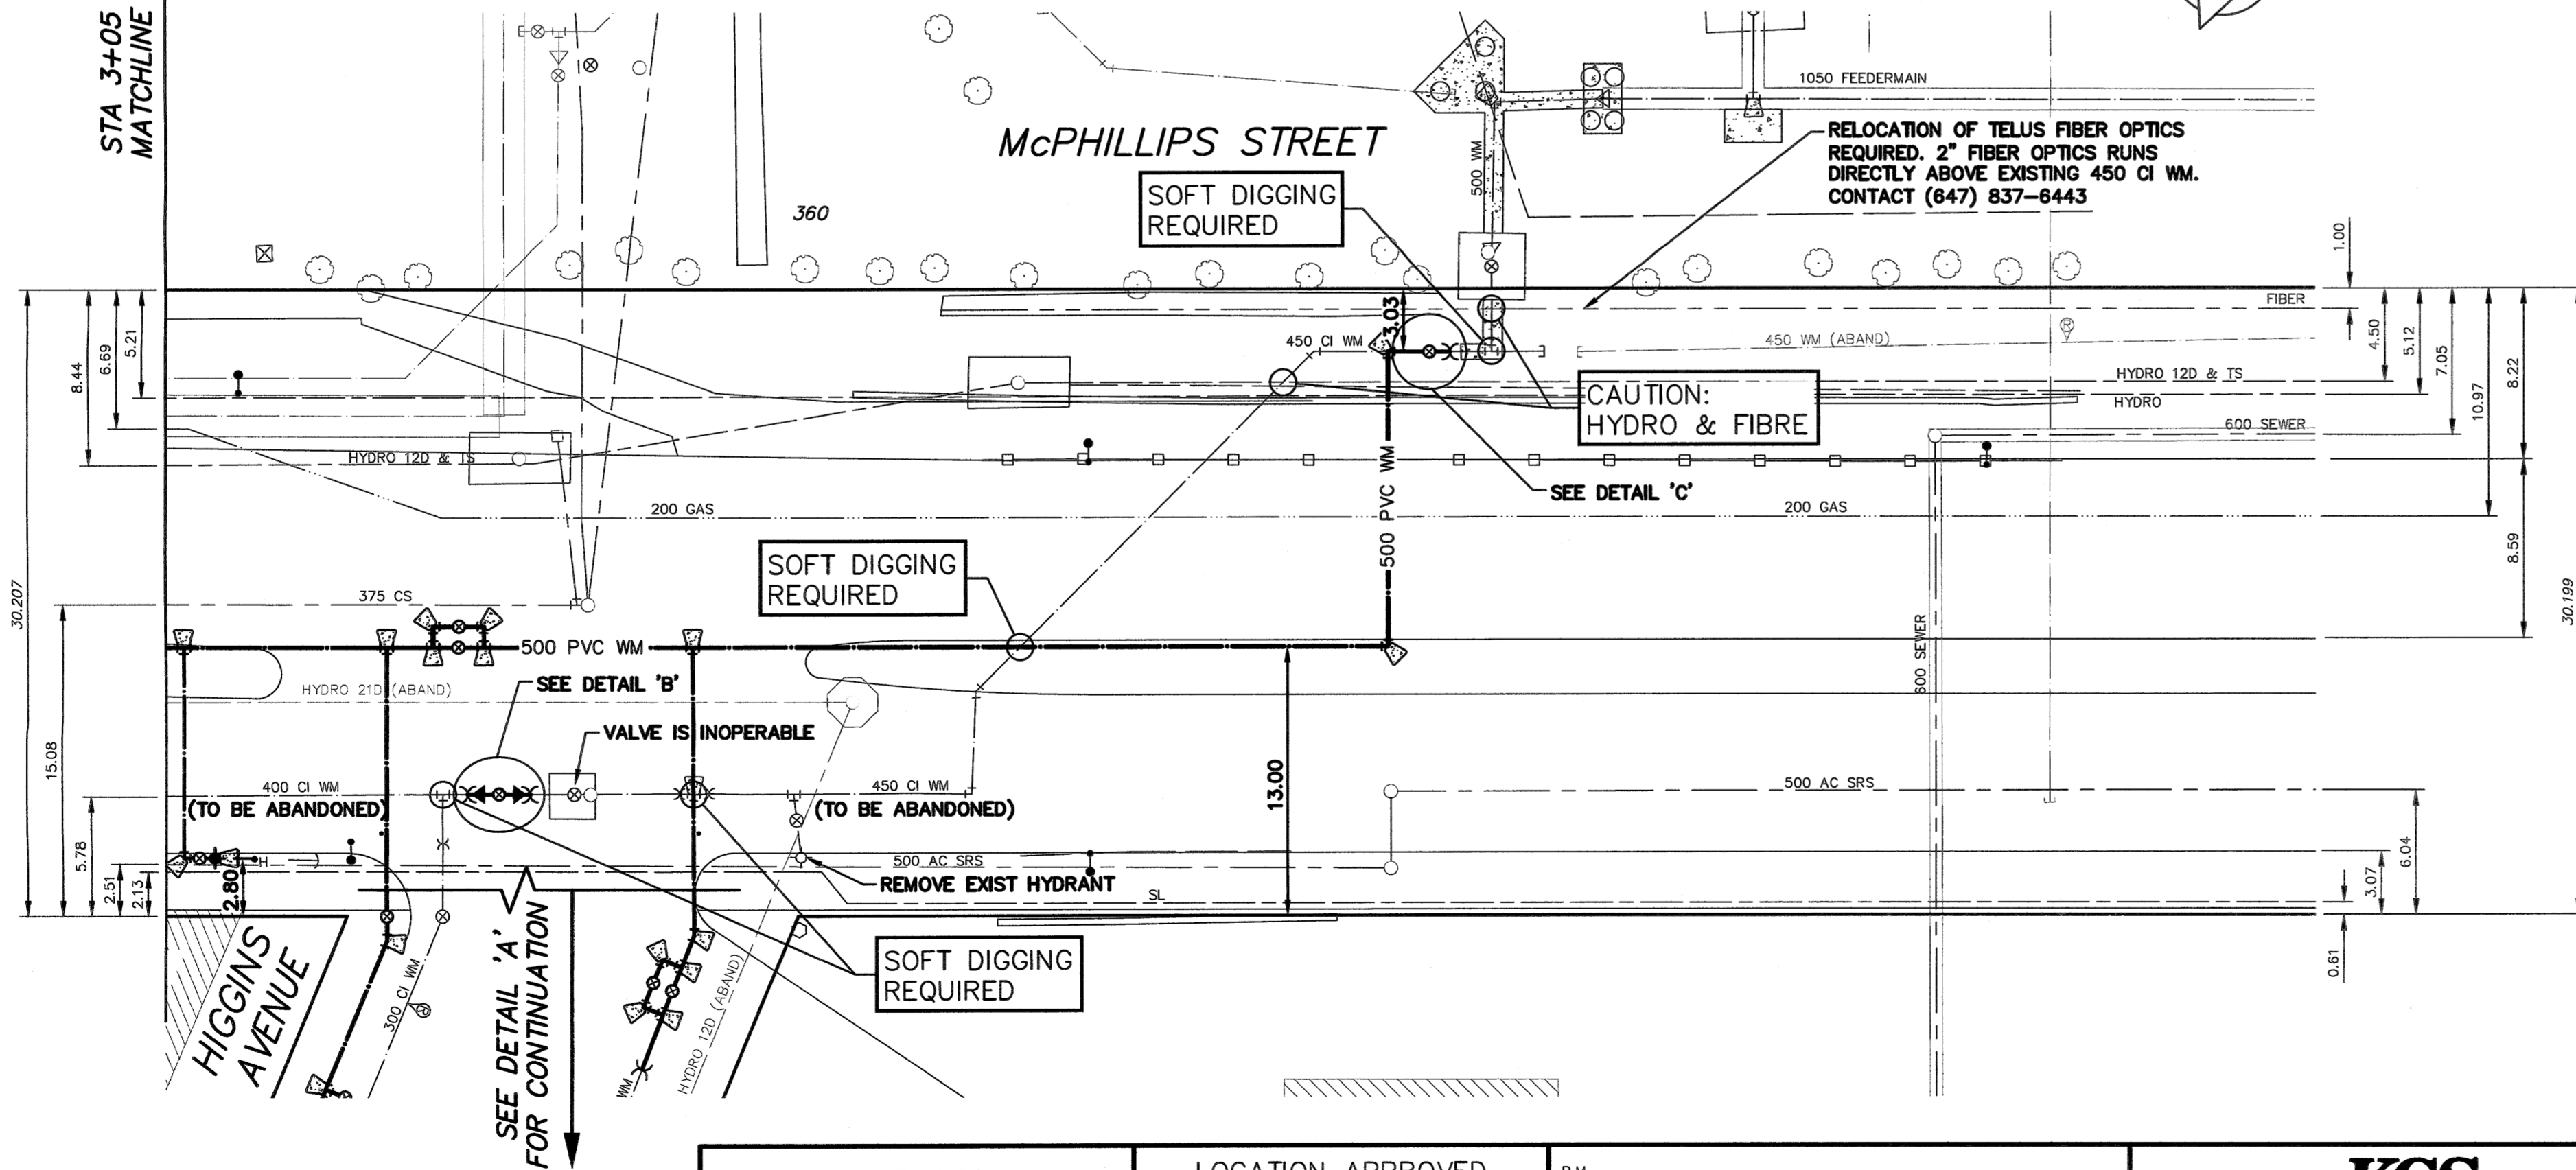 STA 3+05
MATCHLINE
1050 FEEDERMAIN
McPHILLIPS STREET
RELOCATION OF TELUS FIBER OPTICS
REQUIRED. 2" FIBER OPTICS RUNS
DIRECTLY ABOVE EXISTING 450 CI WM.
CONTACT (647) 837-6443
500 WM
SOFT DIGGING
REQUIRED
360
1.00
FIBER
3.03
450 CI WM
450 WM (ABAND)
5.21
6.69
8.44
4.50
5.12
7.05
8.22
10.97
HYDRO 12D & TS
HYDRO
CAUTION:
HYDRO & FIBRE
600 SEWER
HYDRO 12D & TS
500 PVC WM
SEE DETAIL 'C'
200 GAS
200 GAS
8.59
SOFT DIGGING
REQUIRED
30.207
30.199
375 CS
500 PVC WM
600 SEWER
HYDRO 21D (ABAND)
SEE DETAIL 'B'
VALVE IS INOPERABLE
15.08
13.00
400 CI WM
(TO BE ABANDONED)
450 CI WM
(TO BE ABANDONED)
500 AC SRS
5.78
2.51
2.13
2.80
H
500 AC SRS
REMOVE EXIST HYDRANT
SL
6.04
3.07
0.61
HIGGINS
AVENUE
300 CI WM
R
R
SEE DETAIL 'A'
FOR CONTINUATION
WM
HYDRO 12D (ABAND)
SOFT DIGGING
REQUIRED
LOCATION APPROVED
B.M.
KGS